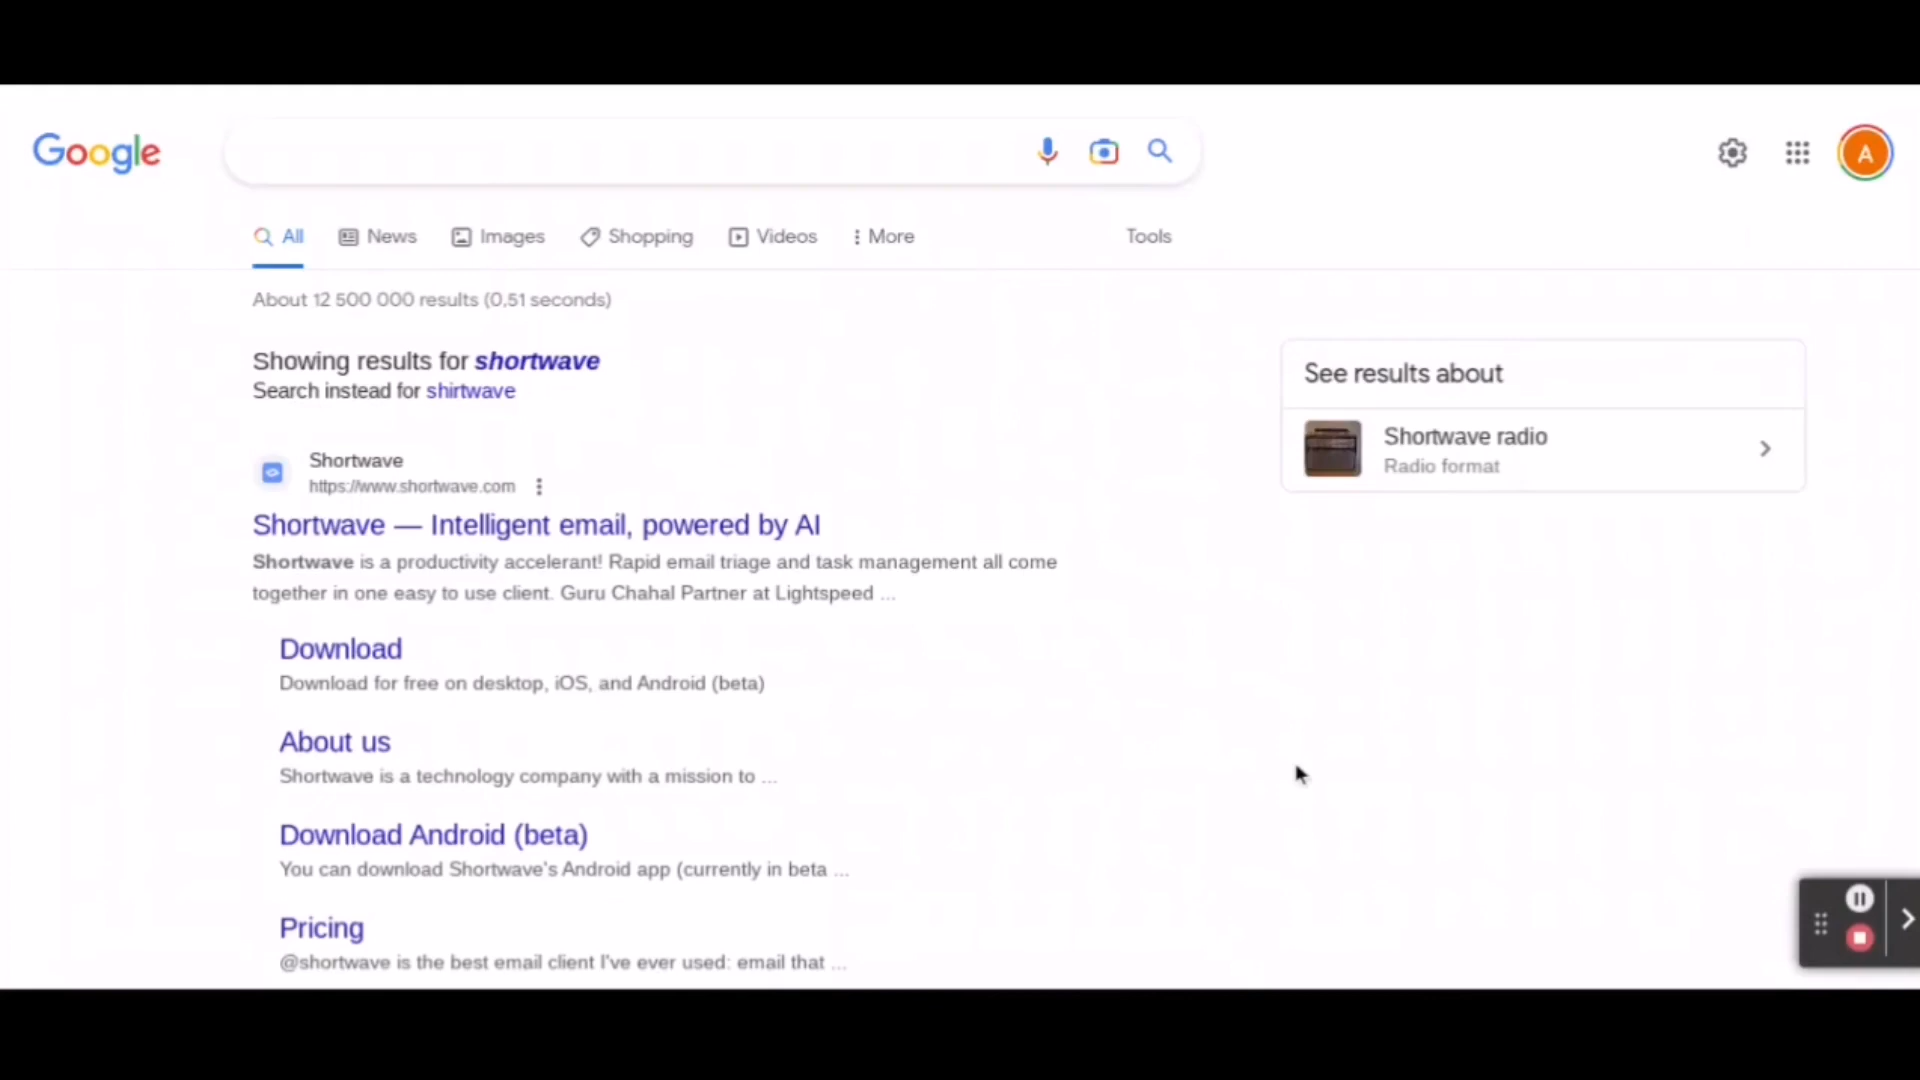 Google
A
All
News
Images
Shopping
Videos
More
Tools
About 12 500 000 results (0,51 seconds)
Showing results for shortwave
Search instead for shirtwave
See results about
Shortwave radio
Radio format
Shortwave
https://www.shortwave.com
Shortwave — Intelligent email, powered by AI
Shortwave is a productivity accelerant! Rapid email triage and task management all come
together in one easy to use client. Guru Chahal Partner at Lightspeed ...
Download
Download for free on desktop, iOS, and Android (beta)
About us
Shortwave is a technology company with a mission to ...
Download Android (beta)
You can download Shortwave's Android app (currently in beta ...
Pricing
@shortwave is the best email client I've ever used: email that ...